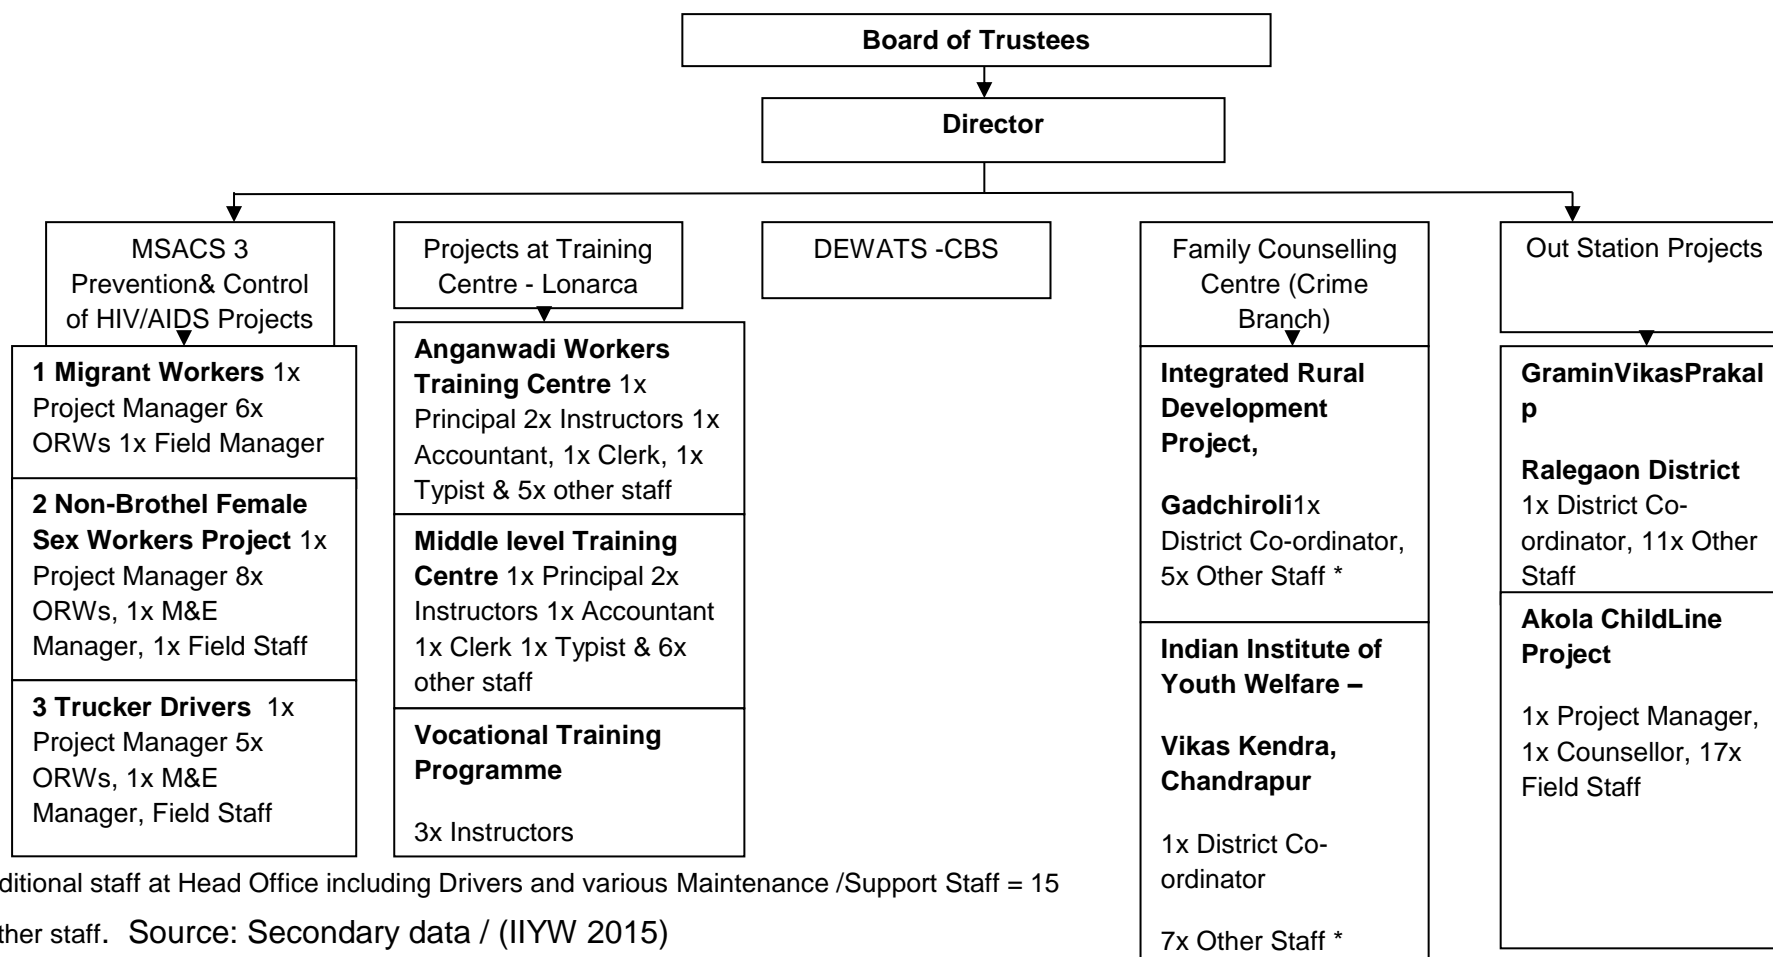 Board of Trustees
Director
MSACS 3
Prevention& Control
of HIV/AIDS Projects
1 Migrant Workers 1x
Project Manager 6x
ORWs 1x Field Manager
2 Non-Brothel Female
Sex Workers Project 1x
Project Manager 8x
ORWs, 1x M&E
Manager, 1x Field Staff
3 Trucker Drivers 1x
Project Manager 5x
ORWs, 1x M&E
Manager, Field Staff
Projects at Training
Centre - Lonarca
Anganwadi Workers
Training Centre 1x
Principal 2x Instructors 1x
Accountant, 1x Clerk, 1x
Typist & 5x other staff
Middle level Training
Centre 1x Principal 2x
Instructors 1x Accountant
1x Clerk 1x Typist & 6x
other staff
Vocational Training
Programme
3x Instructors
DEWATS -CBS
Family Counselling
Centre (Crime
Branch)
Integrated Rural
Development
Project,
Gadchiroli1x
District Co-ordinator,
5x Other Staff *
Indian Institute of
Youth Welfare –
Vikas Kendra,
Chandrapur
1x District Co-
ordinator
7x Other Staff *
Out Station Projects
GraminVikasPrakal
p
Ralegaon District
1x District Co-
ordinator, 11x Other
Staff
Akola ChildLine
Project
1x Project Manager,
1x Counsellor, 17x
Field Staff
ditional staff at Head Office including Drivers and various Maintenance /Support Staff = 15
ther staff. Source: Secondary data / (IIYW 2015)